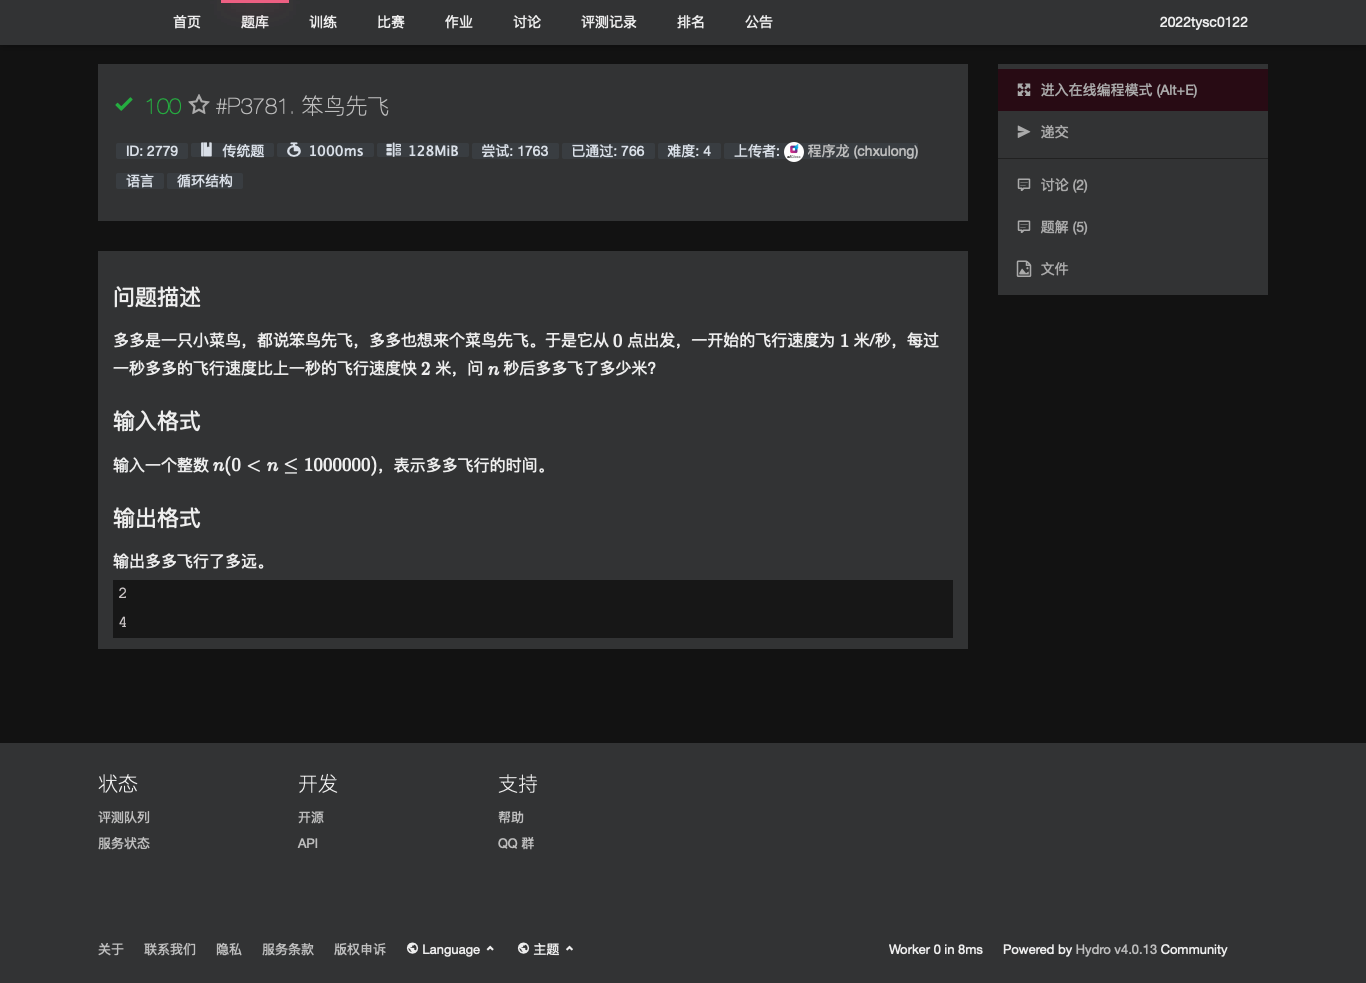 首页 题库 训练 比赛 作业 讨论 评测记录 排名 公告 2022tysc0122
100 #P3781. 笨鸟先飞
ID: 2779 传统题 1000ms 128MiB 尝试: 1763 已通过: 766 难度: 4 上传者: 程序龙 (chxulong)
语言 循环结构
进入在线编程模式 (Alt+E)
递交
讨论 (2)
题解 (5)
文件
问题描述
多多是一只小菜鸟，都说笨鸟先飞，多多也想来个菜鸟先飞。于是它从 0 点出发，一开始的飞行速度为 1 米/秒，每过
一秒多多的飞行速度比上一秒的飞行速度快 2 米，问 n 秒后多多飞了多少米?
输入格式
输入一个整数 n(0 < n ≤ 1000000)，表示多多飞行的时间。
输出格式
输出多多飞行了多远。
2
4
状态 开发 支持
评测队列 开源 帮助
服务状态 API QQ 群
关于 联系我们 隐私 服务条款 版权申诉 Language 主题 Worker 0 in 8ms Powered by Hydro v4.0.13 Community